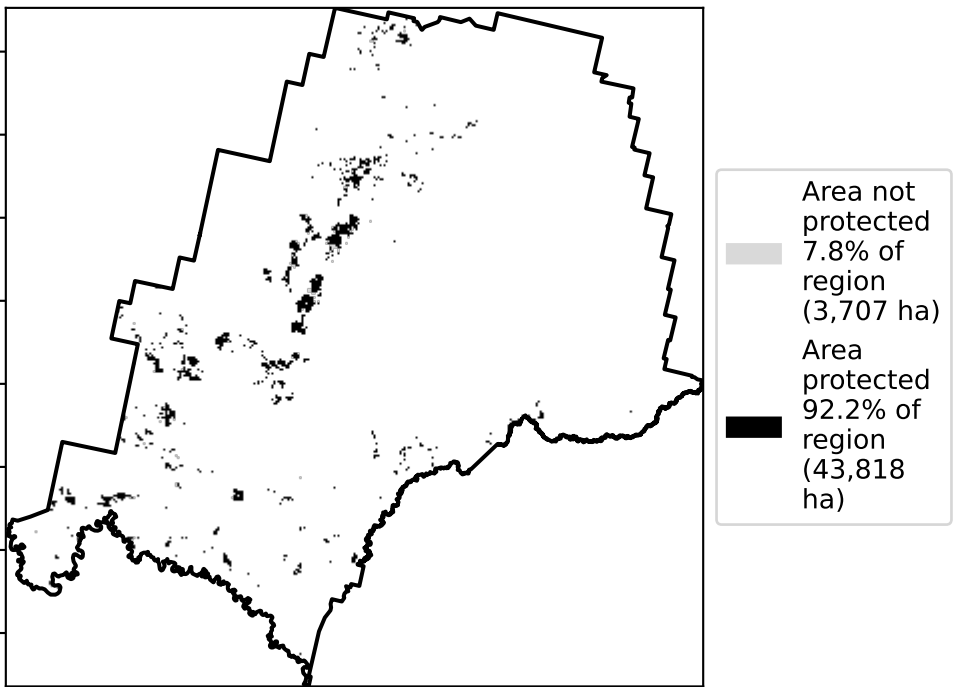 Area not
protected
7.8% of
region
(3,707 ha)
Area
protected
92.2% of
region
(43,818
ha)